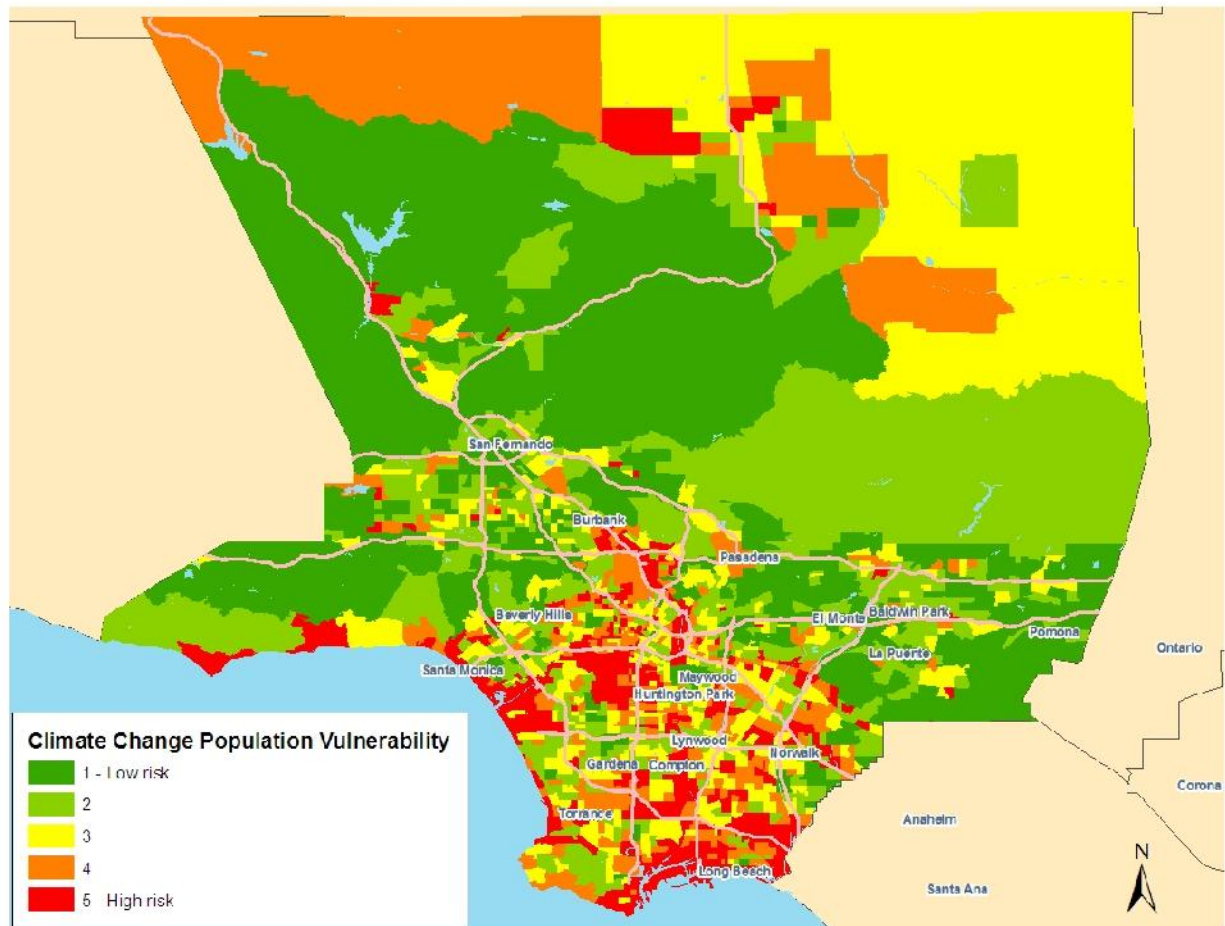 San Fernando
Burbank
Pasadena
Beverly Hills
El Monte
Baldwin Park
Pomona
Ontario
La Puente
Santa Monica
Maywood
Huntington Park
Lynwood
Norwalk
Gardena
Compton
Corona
Torrance
Anaheim
Long Beach
Santa Ana
N
Climate Change Population Vulnerability
1 - Low risk
2
3
4
5 High risk